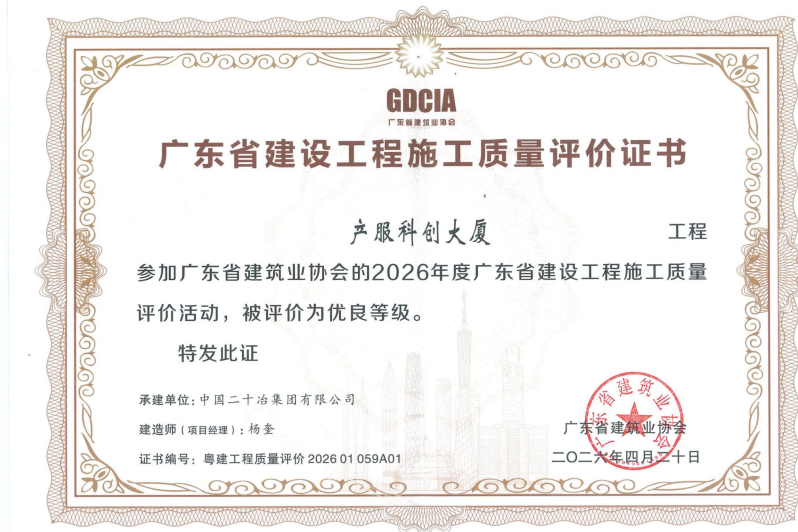 GDCIA
广东省建筑业协会
广东省建设工程施工质量评价证书
产服科创大厦 工程
参加广东省建筑业协会的2026年度广东省建设工程施工质量
评价活动，被评价为优良等级。
特发此证
承建单位：中国二十冶集团有限公司
建造师（项目经理）：杨奎
证书编号：粤建工程质量评价 2026 01 059A01
广东省建筑业协会
广东省建筑业协会
二〇二六年四月二十日